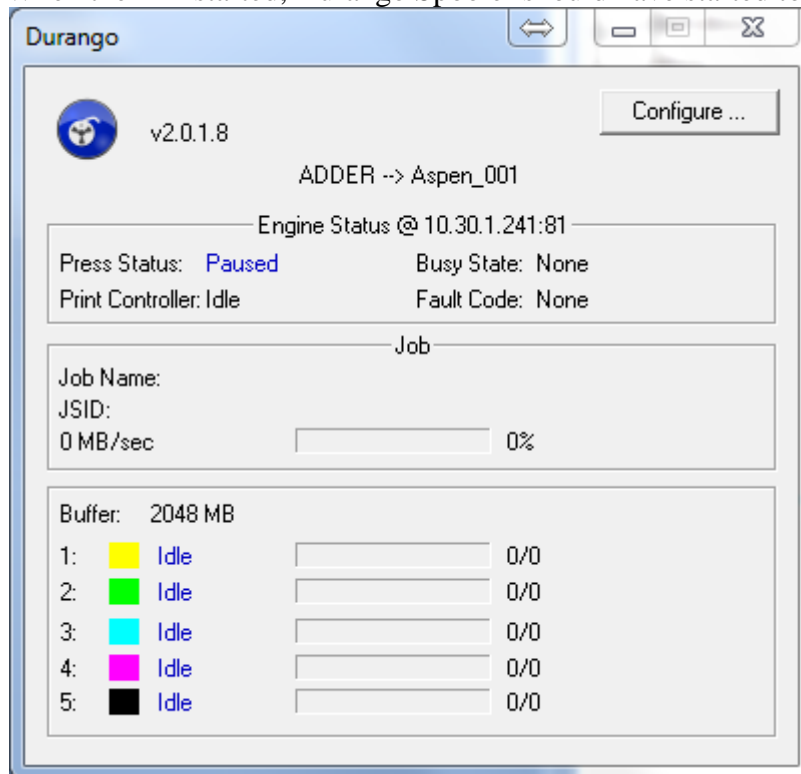 Durango
v2.0.1.8
Configure ...
ADDER --> Aspen_001
Engine Status @ 10.30.1.241:81
Press Status: Paused Busy State: None
Print Controller: Idle Fault Code: None
Job
Job Name:
JSID:
0 MB/sec 0%
Buffer: 2048 MB
1: Idle 0/0
2: Idle 0/0
3: Idle 0/0
4: Idle 0/0
5: Idle 0/0